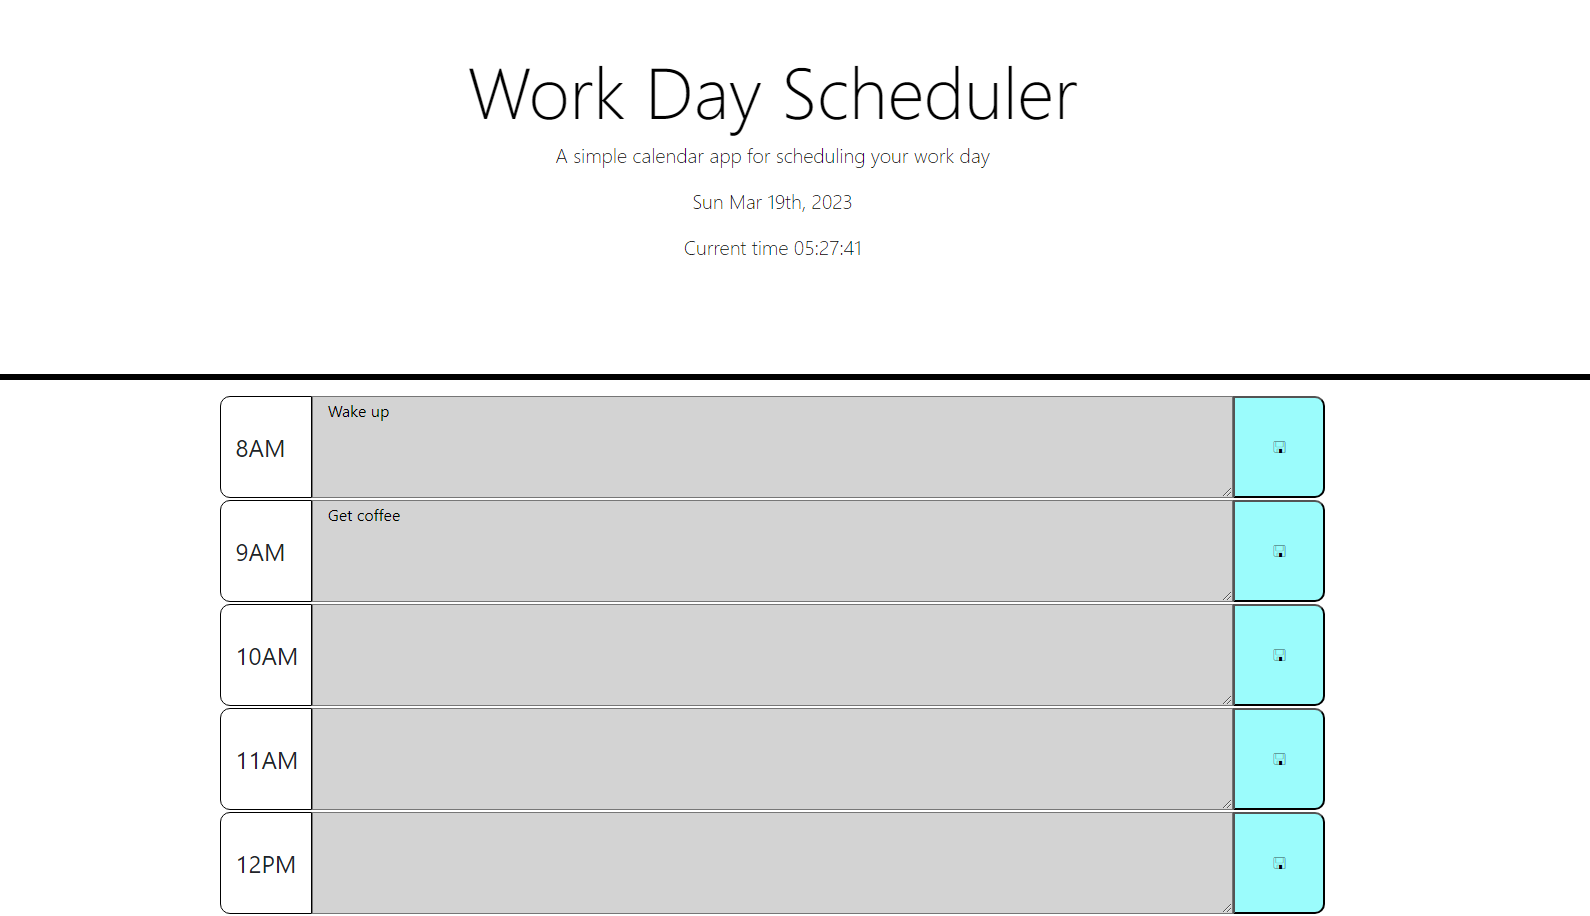 Work Day Scheduler
A simple calendar app for scheduling your work day
Sun Mar 19th, 2023
Current time 05:27:41
8AM
Wake up
9AM
Get coffee
10AM
11AM
12PM